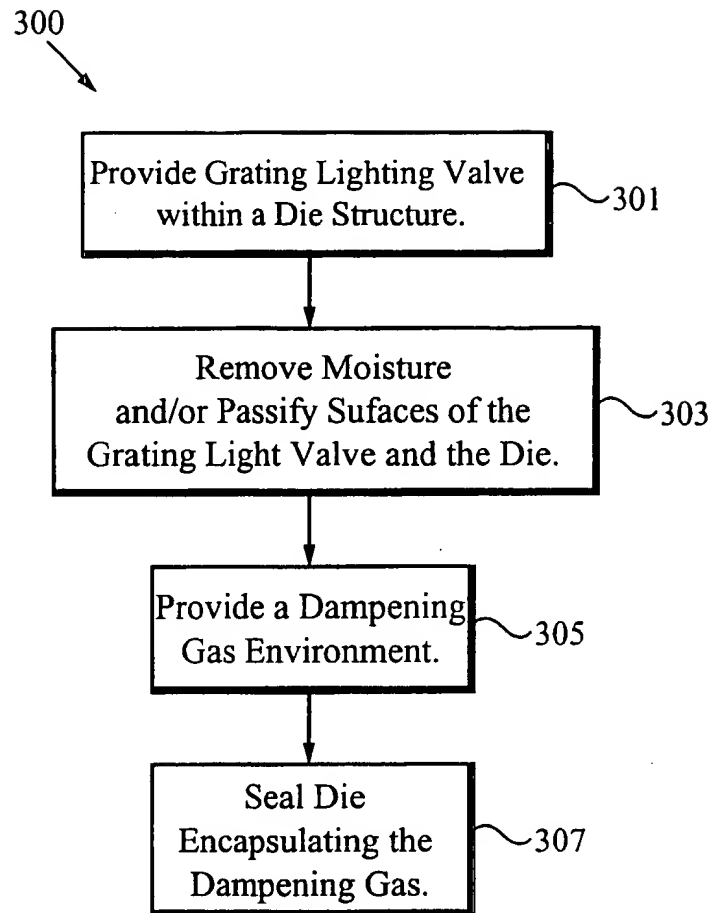 300
Provide Grating Lighting Valve
within a Die Structure.
301
Remove Moisture
and/or Passify Sufaces of the
Grating Light Valve and the Die.
303
Provide a Dampening
Gas Environment.
305
Seal Die
Encapsulating the
Dampening Gas.
307